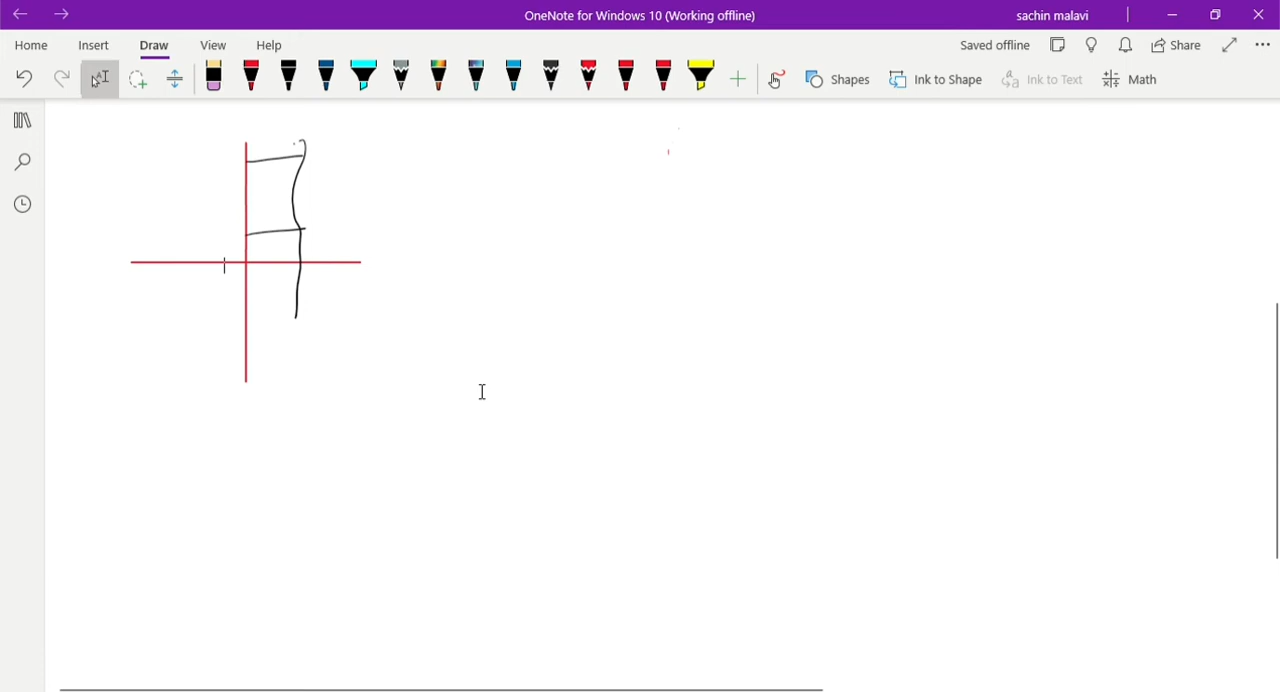 OneNote for Windows 10 (Working offline)
sachin malavi
Home
Insert
Draw
View
Help
Saved offline
Share
Shapes
Ink to Shape
Ink to Text
Math